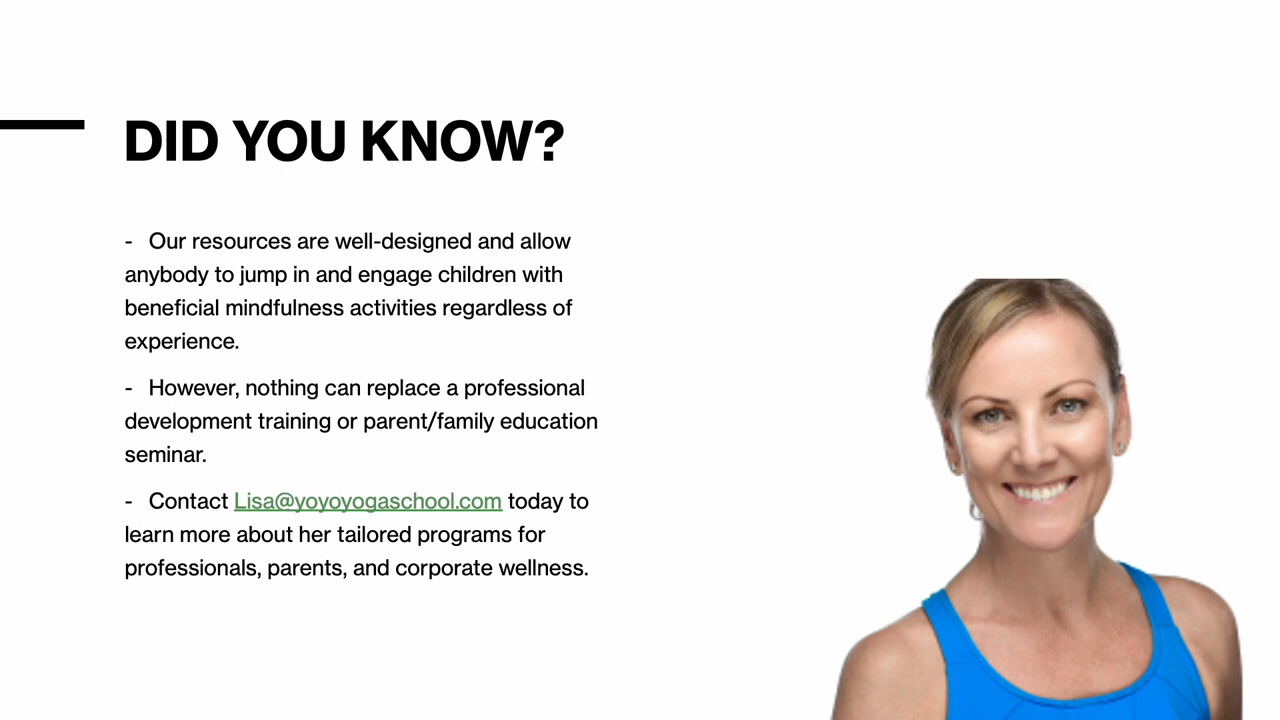 DID YOU KNOW?
- Our resources are well-designed and allow
anybody to jump in and engage children with
beneficial mindfulness activities regardless of
experience.
- However, nothing can replace a professional
development training or parent/family education
seminar.
- Contact Lisa@yoyoyogaschool.com today to
learn more about her tailored programs for
professionals, parents, and corporate wellness.